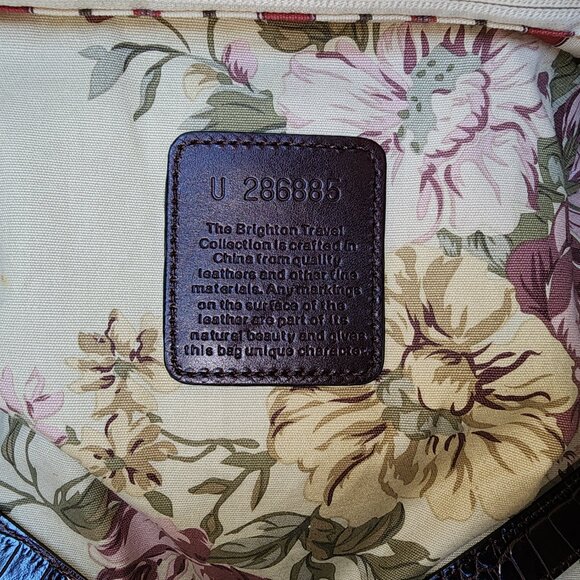 U 286885
The Brighton Travel
Collection is crafted in
China from quality
leathers and other fine
materials. Any markings
on the surface of the
leather are part of its
natural beauty and gives
this bag unique character.